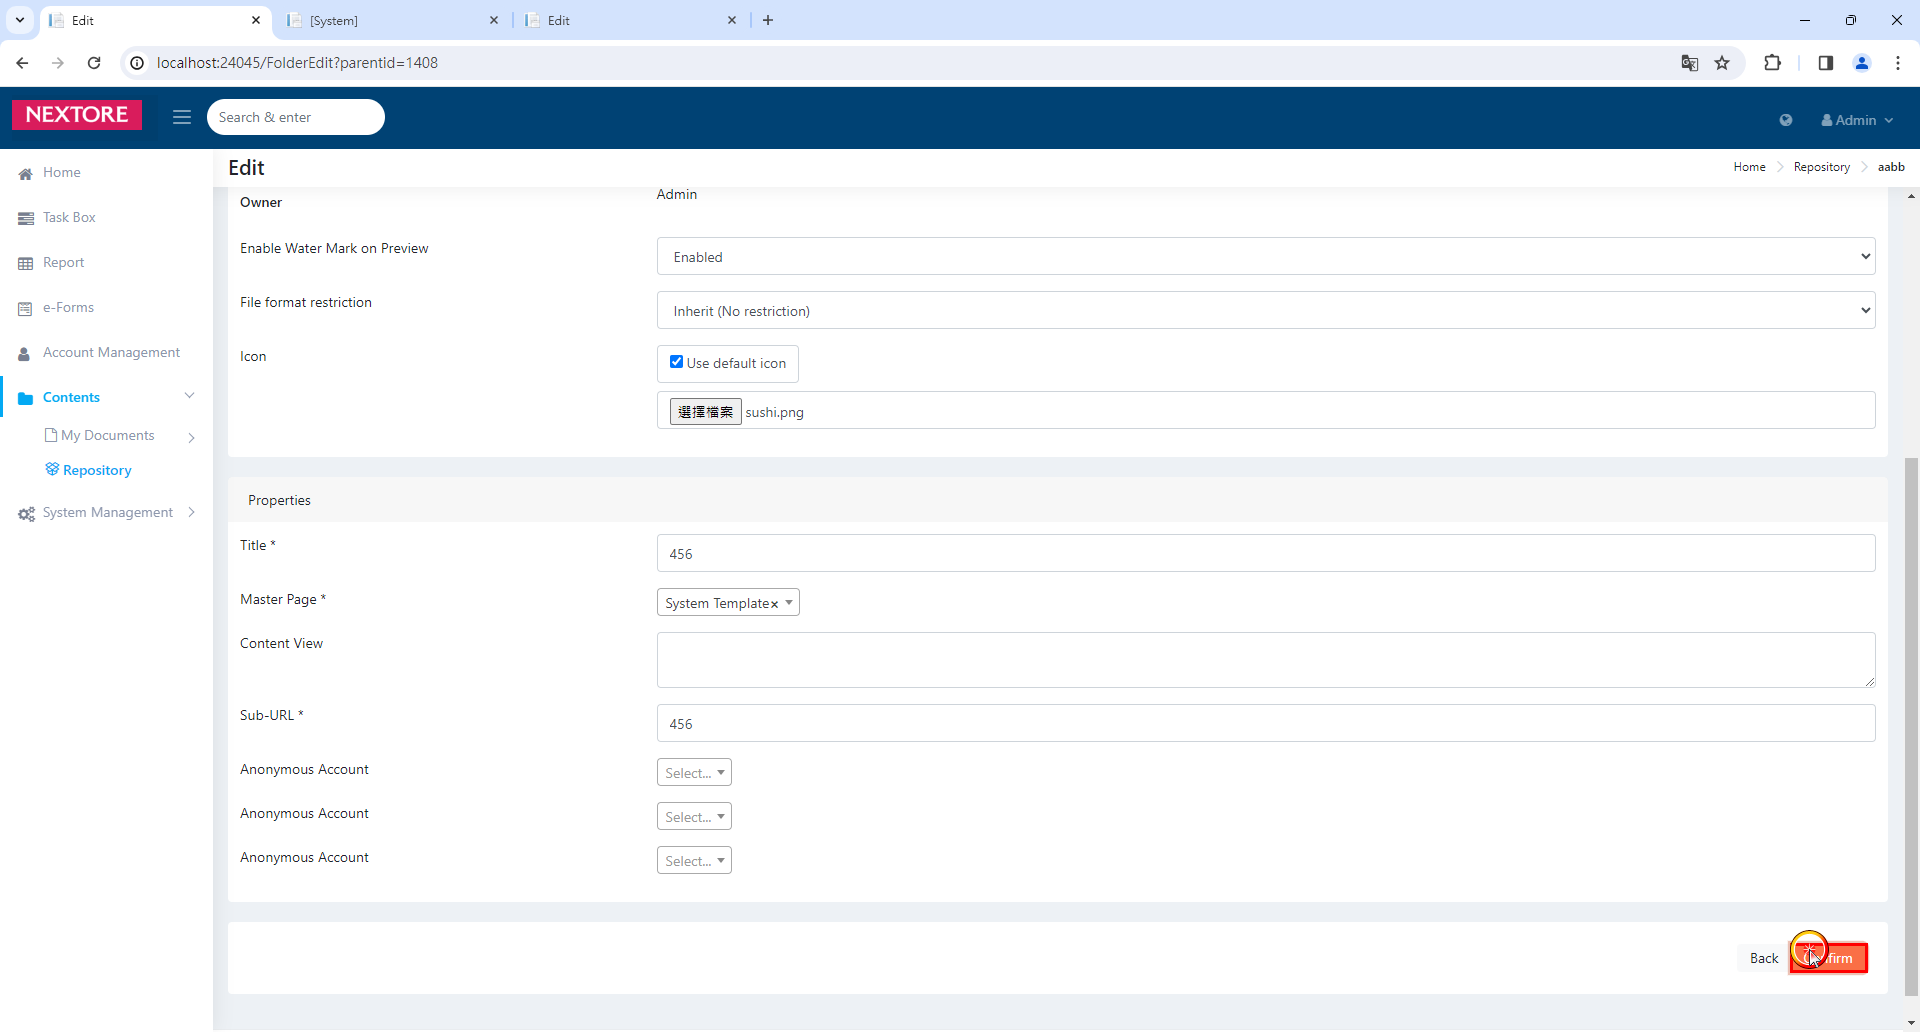 Edit
[System]
Edit
localhost:24045/FolderEdit?parentid=1408
NEXTORE
Search & enter
Admin
Home
Task Box
Report
e-Forms
Account Management
Contents
My Documents
Repository
System Management
Edit
Home Repository aabb
Owner
Admin
Enable Water Mark on Preview
Enabled
File format restriction
Inherit (No restriction)
Icon
Use default icon
選擇檔案 sushi.png
Properties
Title *
456
Master Page *
System Template×
Content View
Sub-URL *
456
Anonymous Account
Select...
Anonymous Account
Select...
Anonymous Account
Select...
Back